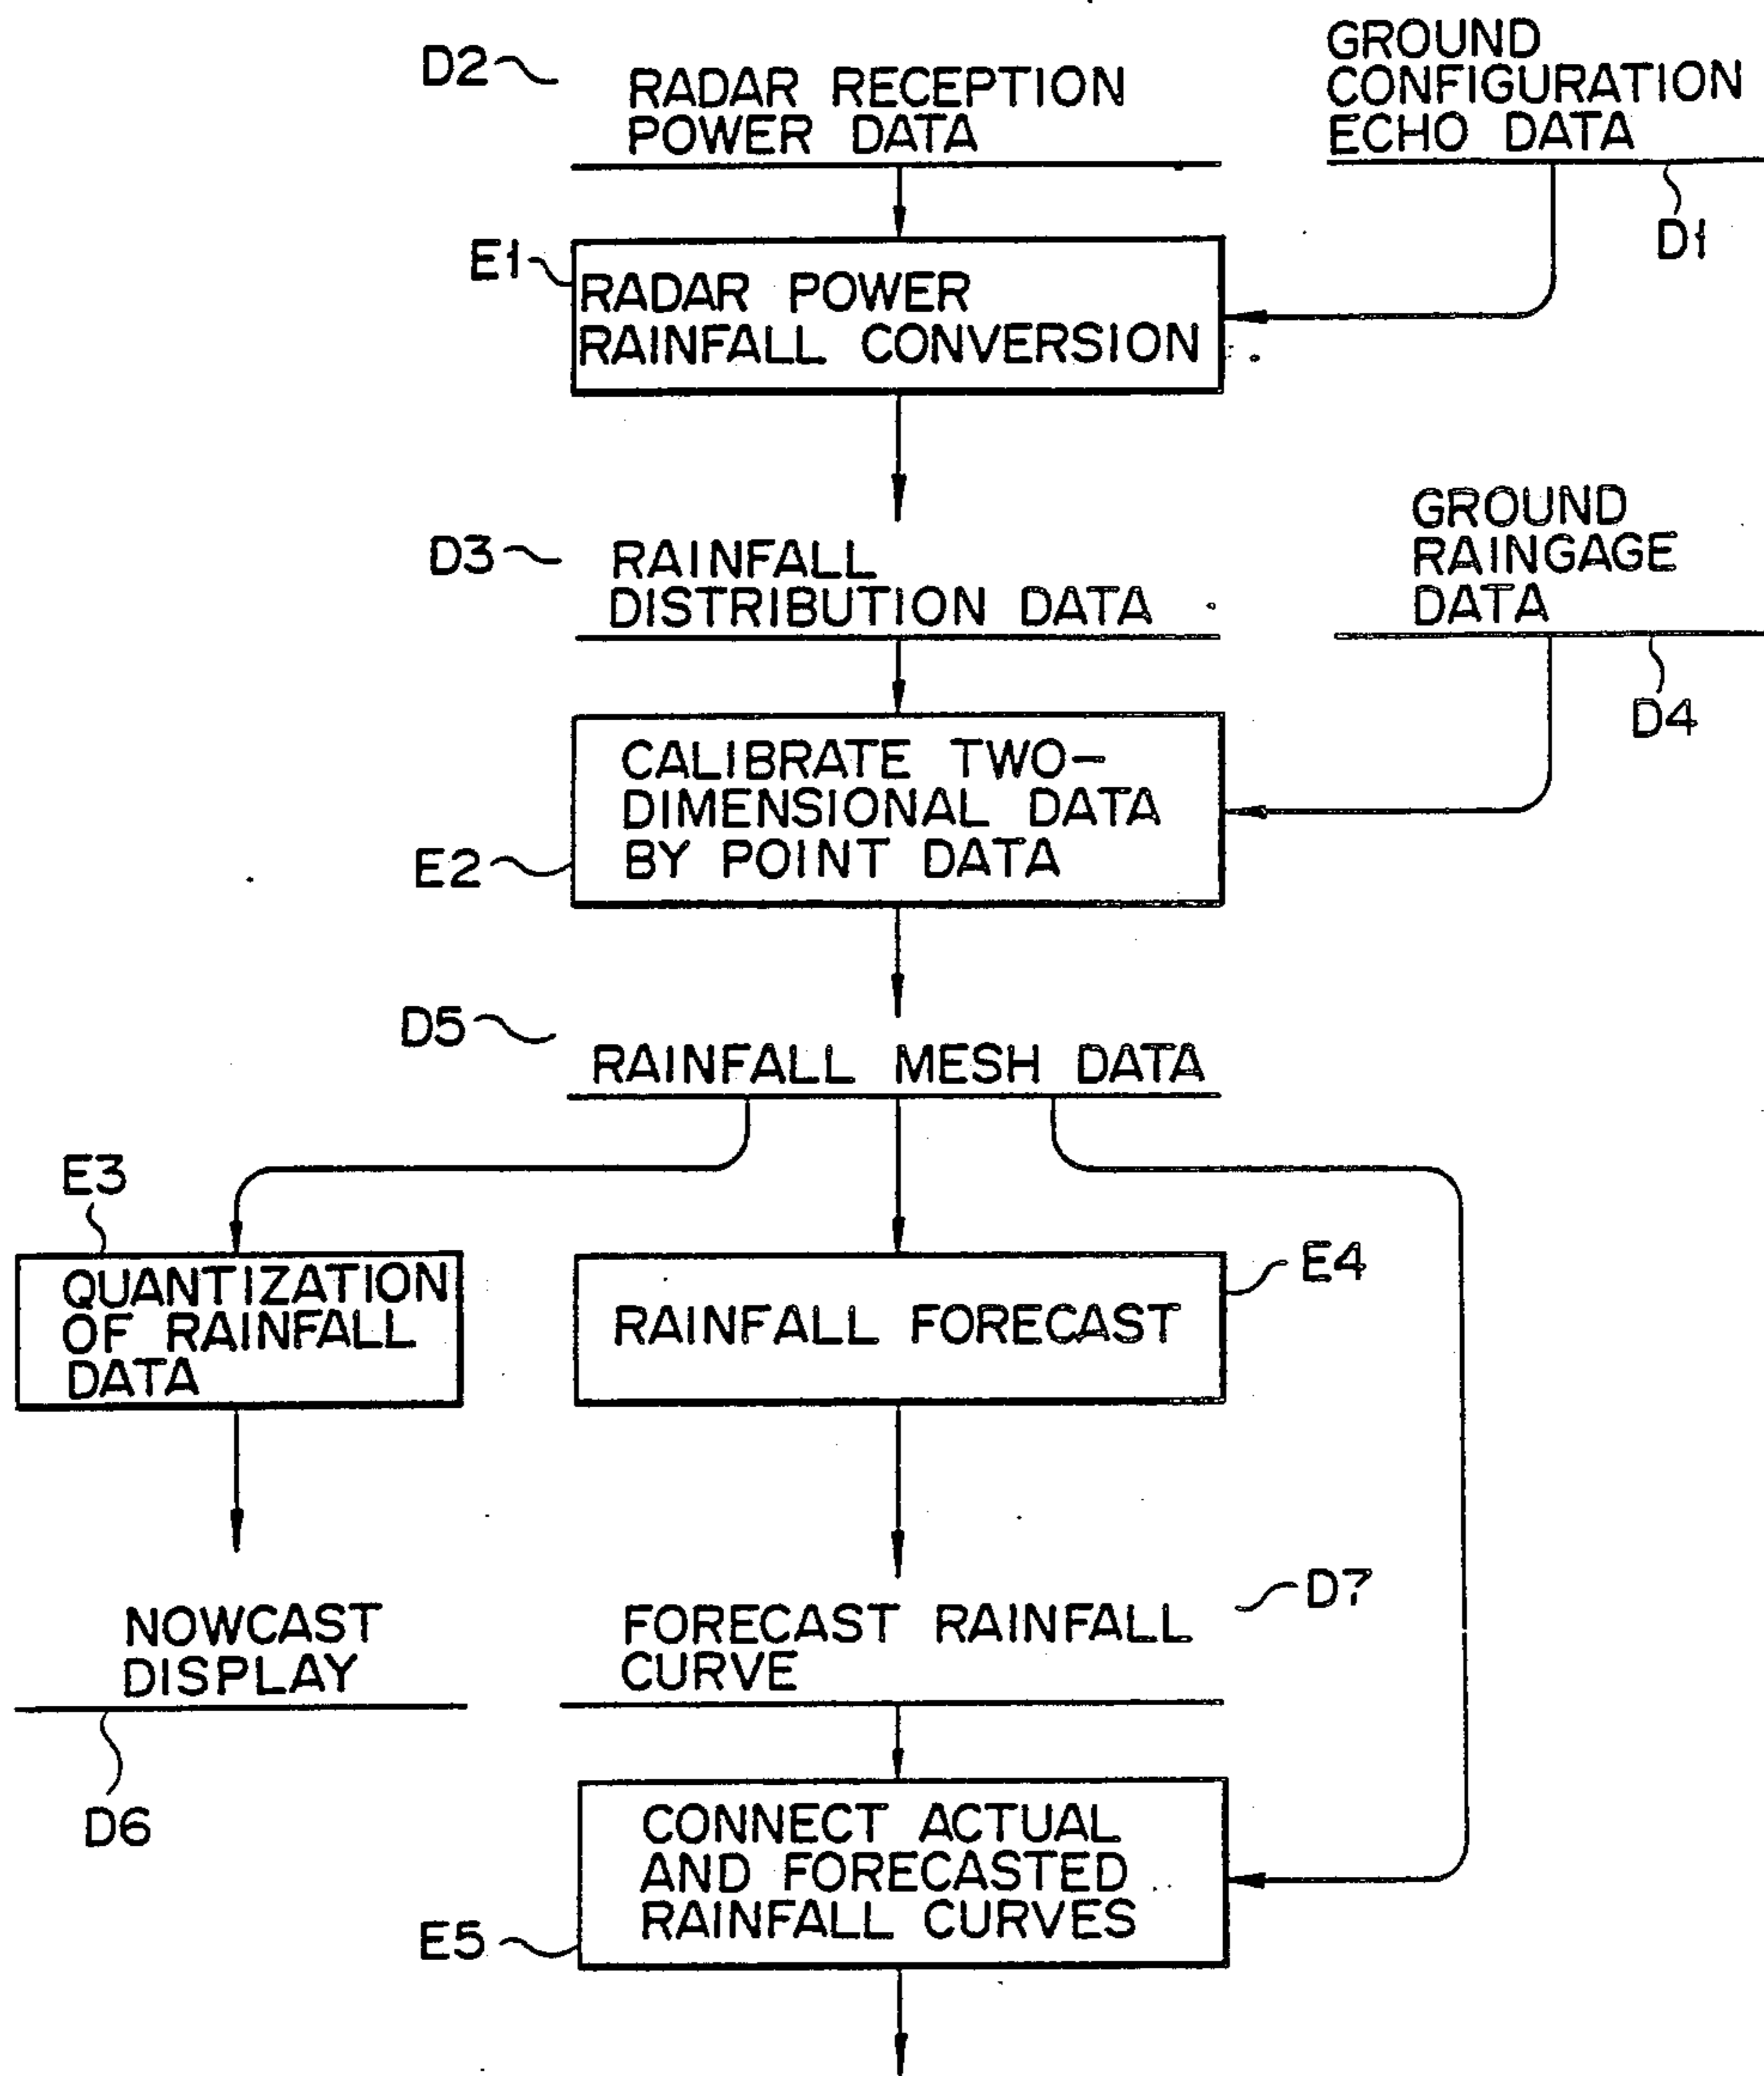 D2
RADAR RECEPTION
POWER DATA
GROUND
CONFIGURATION
ECHO DATA
D1
E1
RADAR POWER
RAINFALL CONVERSION
D3
RAINFALL
DISTRIBUTION DATA
GROUND
RAINGAGE
DATA
D4
CALIBRATE TWO-
DIMENSIONAL DATA
BY POINT DATA
E2
D5
RAINFALL MESH DATA
E3
QUANTIZATION
OF RAINFALL
DATA
RAINFALL FORECAST
E4
NOWCAST
DISPLAY
D6
FORECAST RAINFALL
CURVE
D7
CONNECT ACTUAL
AND FORECASTED
RAINFALL CURVES
E5